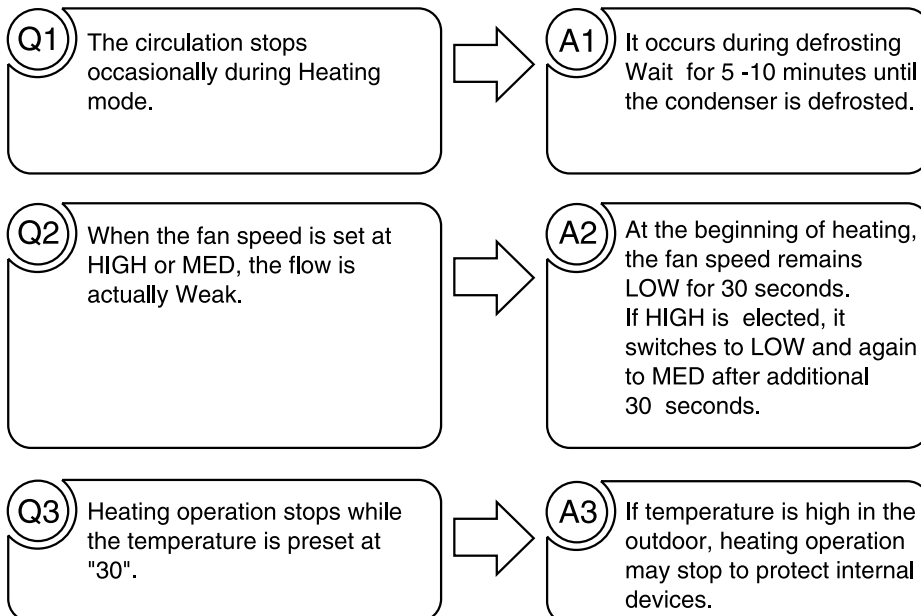 Q1
The circulation stops
occasionally during Heating
mode.
A1
It occurs during defrosting
Wait for 5 -10 minutes until
the condenser is defrosted.
Q2
When the fan speed is set at
HIGH or MED, the flow is
actually Weak.
A2
At the beginning of heating,
the fan speed remains
LOW for 30 seconds.
If HIGH is elected, it
switches to LOW and again
to MED after additional
30 seconds.
Q3
Heating operation stops while
the temperature is preset at
"30".
A3
If temperature is high in the
outdoor, heating operation
may stop to protect internal
devices.